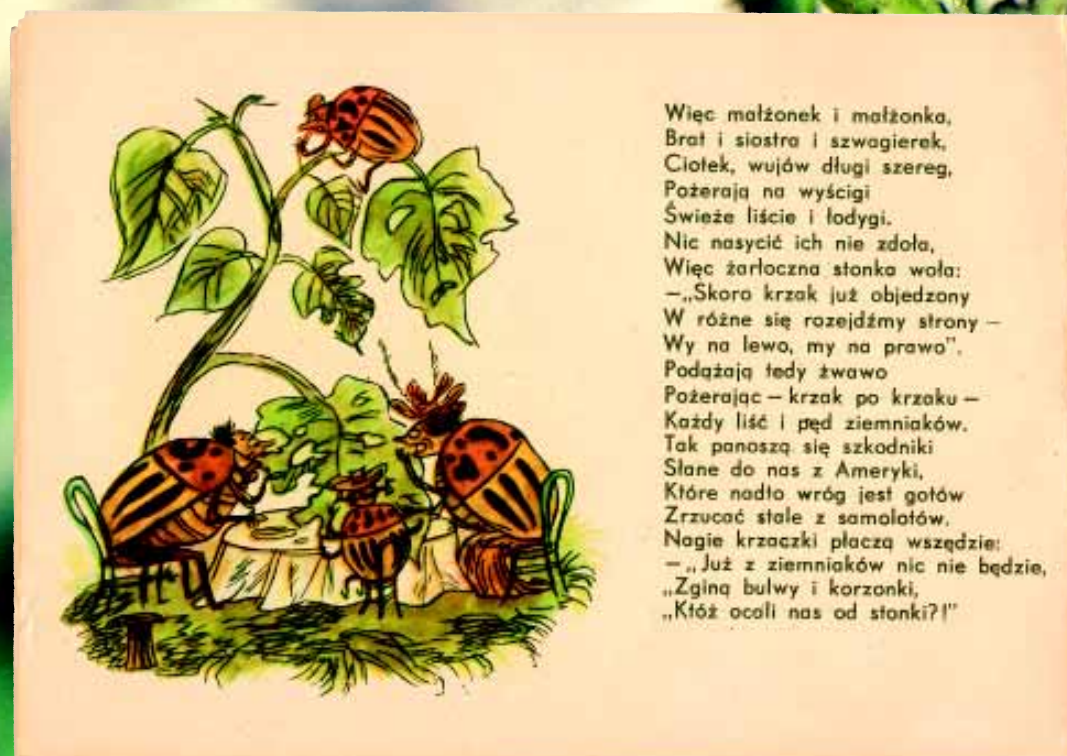 Więc małżonek i małżonka,
Brat i siostra i szwagierek,
Ciotek, wujów długi szereg,
Pożerają na wyścigi
Świeże liście i łodygi.
Nic nasycić ich nie zdoła,
Więc żarłoczna stonka woła:
—„Skoro krzak już objedzony
W różne się rozejdźmy strony —
Wy na lewo, my na prawo".
Podążają tedy żwawo
Pożerając — krzak po krzaku —
Każdy liść i pęd ziemniaków.
Tak panoszą się szkodniki
Słane do nas z Ameryki,
Które nadto wróg jest gotów
Zrzucać stale z samolotów.
Nagie krzaczki płaczą wszędzie:
—„Już z ziemniaków nic nie będzie,
„Zginą bulwy i korzonki,
„Któż ocali nas od stonki?!"